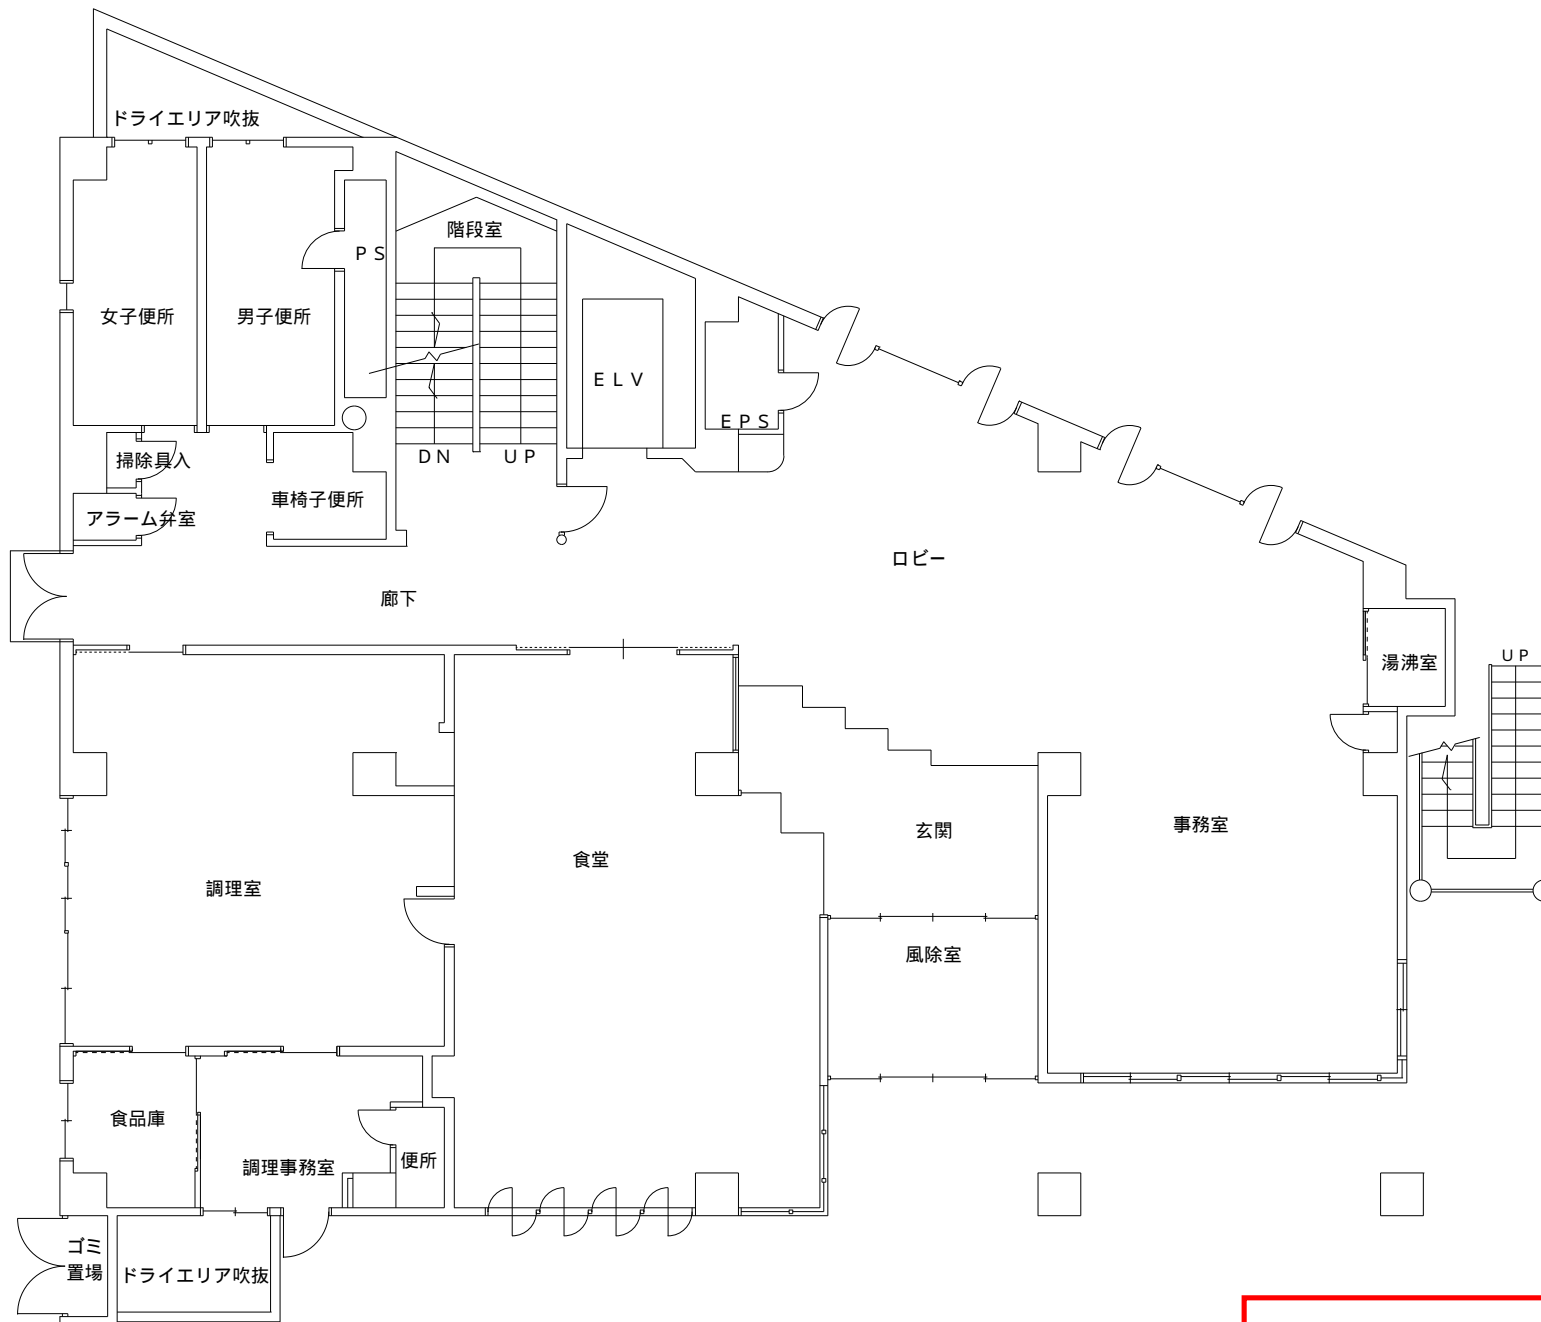 ドライエリア吹抜
階段室
PS
女子便所
男子便所
ELV
EPS
DN
UP
掃除具入
車椅子便所
アラーム弁室
ロビー
廊下
湯沸室
UP
玄関
事務室
食堂
調理室
風除室
食品庫
調理事務室
便所
ゴミ
置場
ドライエリア吹抜